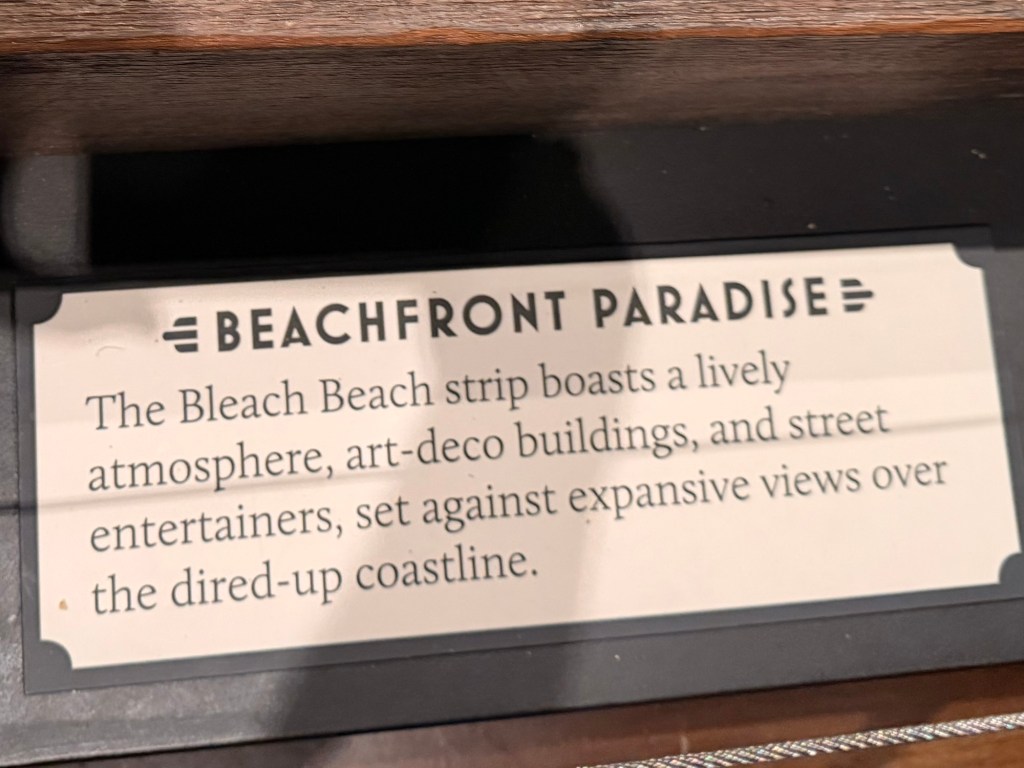 BEACHFRONT PARADISE
The Bleach Beach strip boasts a lively
atmosphere, art-deco buildings, and street
entertainers, set against expansive views over
the dired-up coastline.